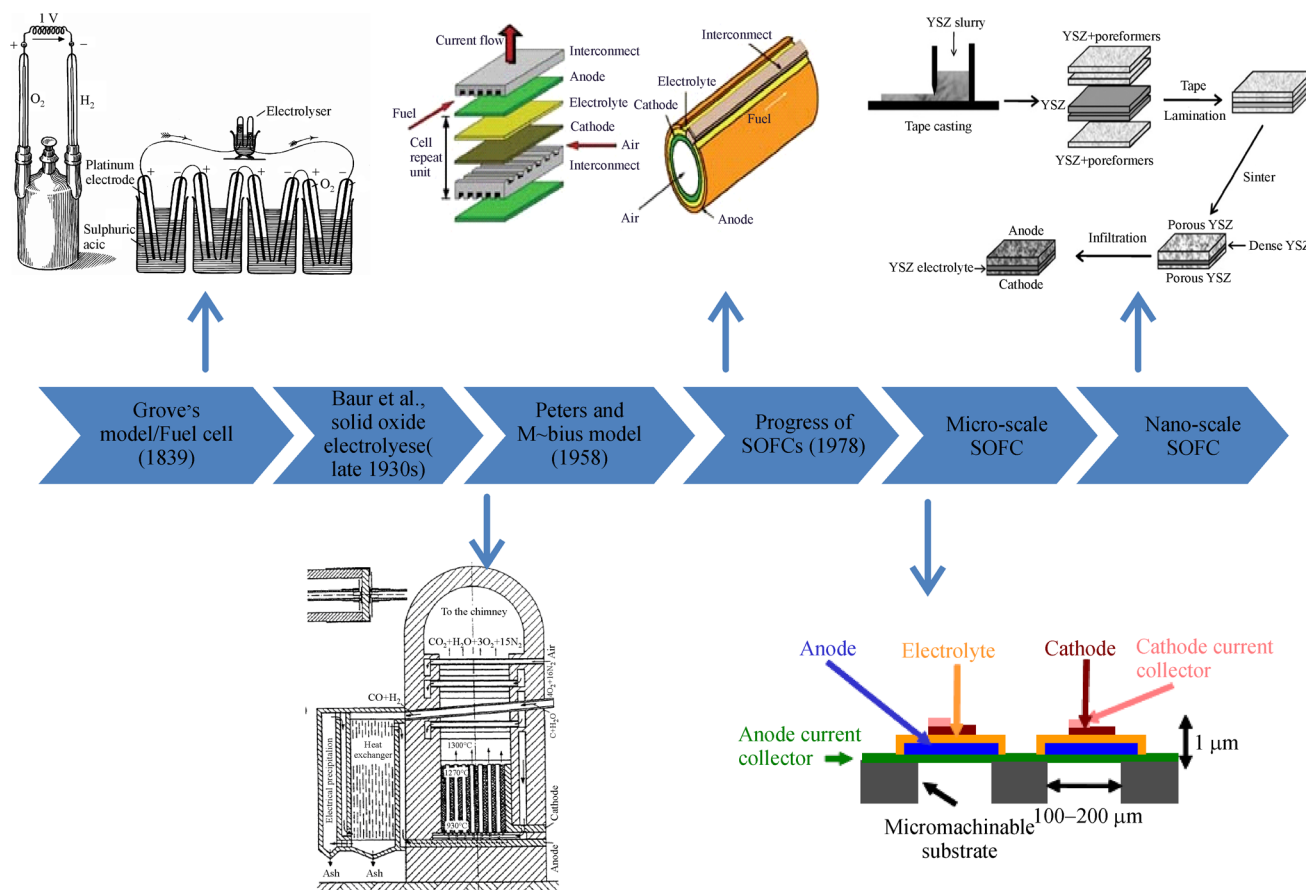 1 V
+
−
O2
H2
Electrolyser
Platinum
electrode
+
−
+
−
+
−
+
O2
−
Sulphuric
acic
Current flow
Interconmect
Anode
Electrolyte
Cathode
Interconnect
Fuel
Air
Cell
repeat
unit
Interconnect
Electrolyte
Cathode
Fuel
Air
Anode
YSZ slurry
Tape casting
YSZ+poreformers
YSZ
YSZ+poreformers
Tape
Lamination
Sinter
Porous YSZ
Dense YSZ
Porous YSZ
Infiltration
Anode
YSZ electrolyte
Cathode
Grove's
model/Fuel cell
(1839)
Baur et al.,
solid oxide
electrolyese(
late 1930s)
Peters and
M~bius model
(1958)
Progress of
SOFCs (1978)
Micro-scale
SOFC
Nano-scale
SOFC
To the chimney
CO2+H2O+3O2+15N2
Air
4O2+16N2
C+H2O
CO+H2
Heat
exchanger
Electrical precipitation
1300°C
1270°C
930°C
Cathode
Anode
Ash
Ash
Anode
Electrolyte
Cathode
Cathode current
collector
Anode current
collector
1 μm
100–200 μm
Micromachinable
substrate